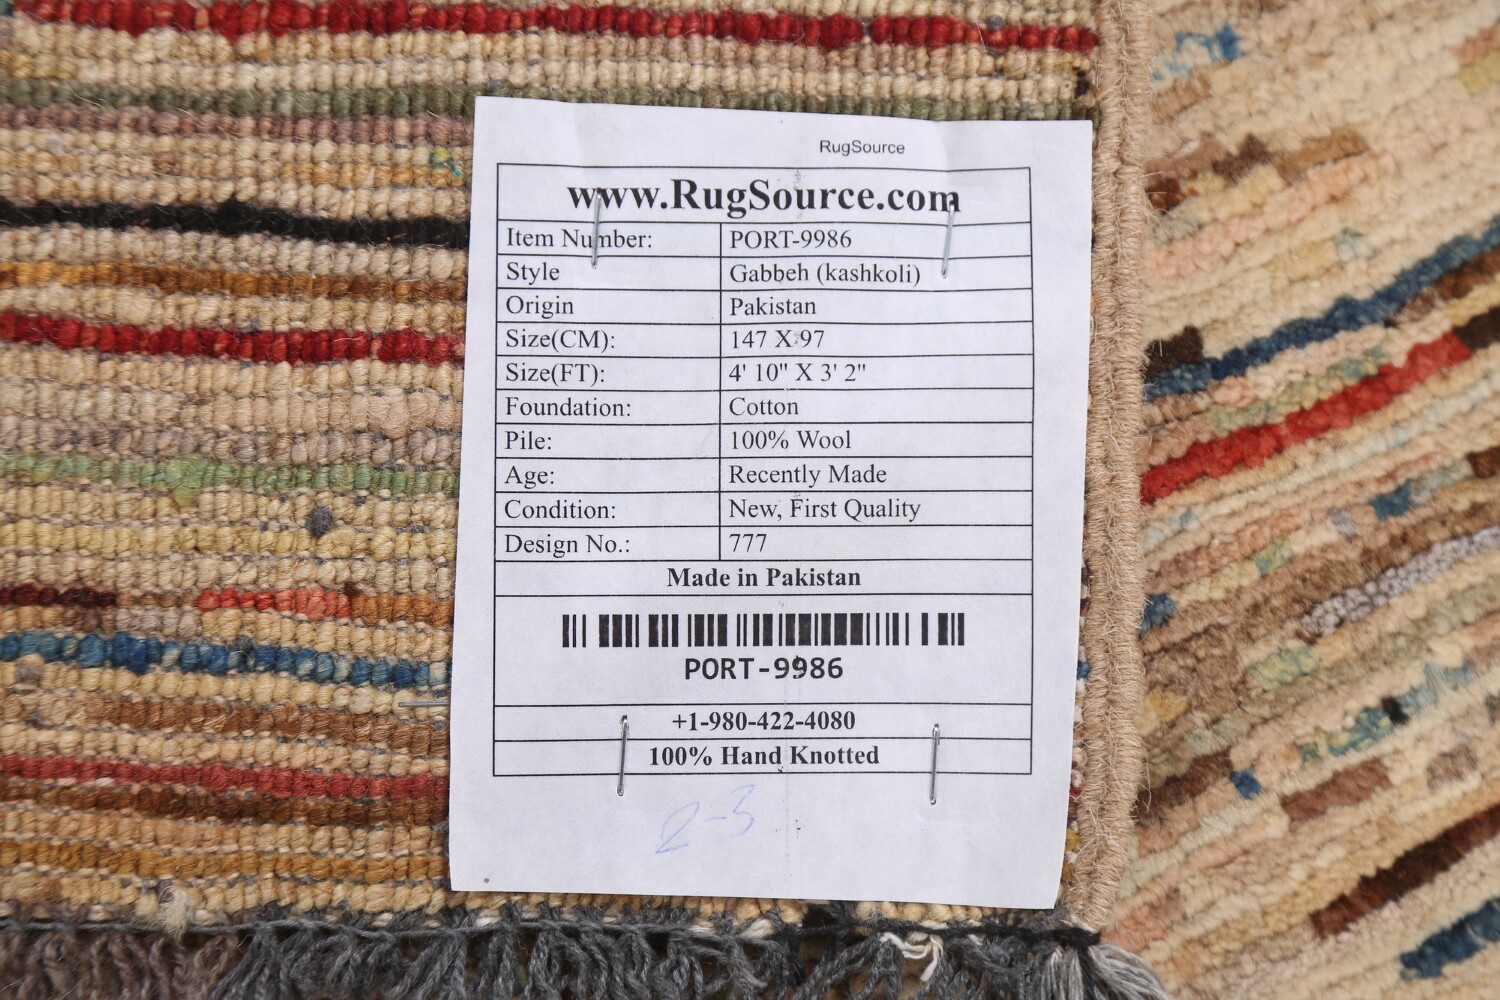 RugSource
www.RugSource.com
Item Number: PORT-9986
Style Gabbeh (kashkoli)
Origin Pakistan
Size(CM): 147 X 97
Size(FT): 4' 10" X 3' 2"
Foundation: Cotton
Pile: 100% Wool
Age: Recently Made
Condition: New, First Quality
Design No.: 777
Made in Pakistan
PORT-9986
+1-980-422-4080
100% Hand Knotted
2-3